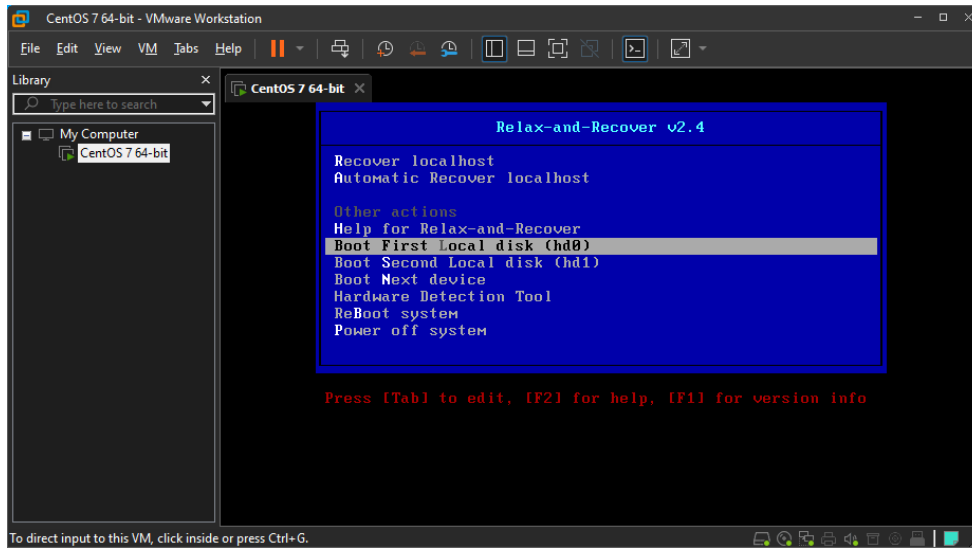 CentOS 7 64-bit - VMware Workstation
File Edit View VM Tabs Help
Library
Type here to search
My Computer
CentOS 7 64-bit
CentOS 7 64-bit
Relax-and-Recover v2.4
Recover localhost
Automatic Recover localhost
Other actions
Help for Relax-and-Recover
Boot First Local disk (hd0)
Boot Second Local disk (hd1)
Boot Next device
Hardware Detection Tool
ReBoot system
Power off system
Press [Tab] to edit, [F2] for help, [F1] for version info
To direct input to this VM, click inside or press Ctrl+G.